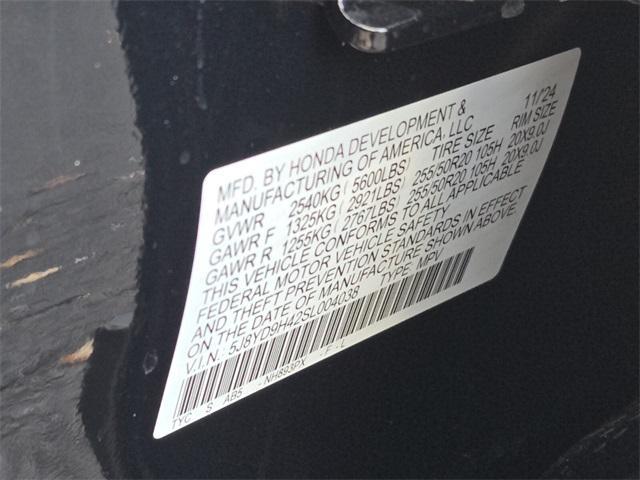 MFD. BY HONDA DEVELOPMENT & 11/24
MANUFACTURING OF AMERICA, LLC
GVWR 2540KG ( 5600LBS) TIRE SIZE RIM SIZE
GAWR F 1325KG ( 2921LBS) 255/50R20 105H 20X9.0J
GAWR R 1255KG ( 2767LBS) 255/50R20 105H 20X9.0J
THIS VEHICLE CONFORMS TO ALL APPLICABLE
FEDERAL MOTOR VEHICLE SAFETY
AND THEFT PREVENTION STANDARDS IN EFFECT
ON THE DATE OF MANUFACTURE SHOWN ABOVE.
V.I.N.: 5J8YD9H42SL004038 TYPE: MPV
TYC S AB5 -NH893PX -F-L